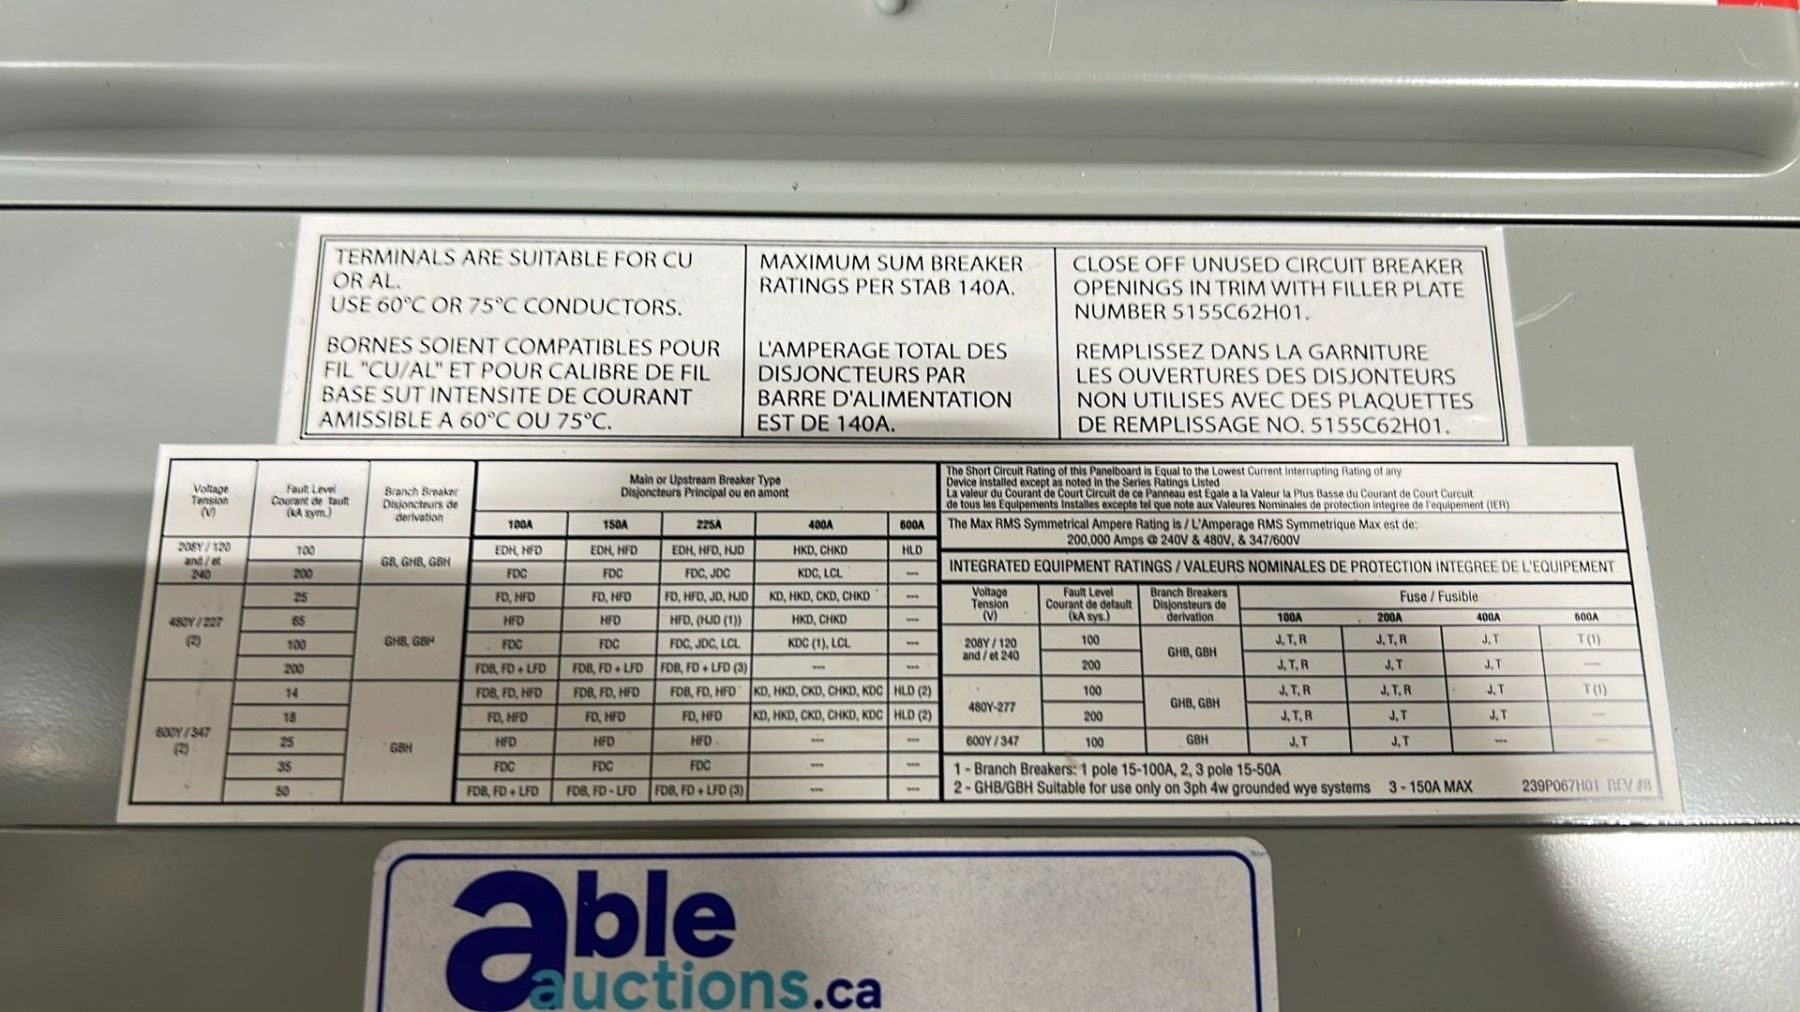 TERMINALS ARE SUITABLE FOR CU
OR AL.
USE 60°C OR 75°C CONDUCTORS.
BORNES SOIENT COMPATIBLES POUR
FIL "CU/AL" ET POUR CALIBRE DE FIL
BASE SUT INTENSITE DE COURANT
AMISSIBLE A 60°C OU 75°C.
MAXIMUM SUM BREAKER
RATINGS PER STAB 140A.
L'AMPERAGE TOTAL DES
DISJONCTEURS PAR
BARRE D'ALIMENTATION
EST DE 140A.
CLOSE OFF UNUSED CIRCUIT BREAKER
OPENINGS IN TRIM WITH FILLER PLATE
NUMBER 5155C62H01.
REMPLISSEZ DANS LA GARNITURE
LES OUVERTURES DES DISJONTEURS
NON UTILISES AVEC DES PLAQUETTES
DE REMPLISSAGE NO. 5155C62H01.
Voltage
Tension
(V)
Fault Level
Courant de fault
(kA sym.)
Branch Breaker
Disjoncteurs de
derivation
Main or Upstream Breaker Type
Disjoncteurs Principal ou en amont
100A 150A 225A 400A 600A
208Y / 120
and / et
240
GB, GHB, GBH
100 EDH, HFD EDH, HFD EDH, HFD, HJD HKD, CHKD HLD
200 FDC FDC FDC, JDC KDC, LCL ---
480Y / 227
(2)
GHB, GBH
25 FD, HFD FD, HFD FD, HFD, JD, HJD KD, HKD, CKD, CHKD ---
65 HFD HFD HFD, (HJD (1)) HKD, CHKD ---
100 FDC FDC FDC, JDC, LCL KDC (1), LCL ---
200 FDB, FD + LFD FDB, FD + LFD FDB, FD + LFD (3) --- ---
600Y / 347
(2)
GBH
14 FDB, FD, HFD FDB, FD, HFD FDB, FD, HFD KD, HKD, CKD, CHKD, KDC HLD (2)
18 FD, HFD FD, HFD FD, HFD KD, HKD, CKD, CHKD, KDC HLD (2)
25 HFD HFD HFD --- ---
35 FDC FDC FDC --- ---
50 FDB, FD + LFD FDB, FD - LFD FDB, FD + LFD (3) --- ---
The Short Circuit Rating of this Panelboard is Equal to the Lowest Current Interrupting Rating of any
Device Installed except as noted in the Series Ratings Listed
La valeur du Courant de Court Circuit de ce Panneau est Egale a la Valeur la Plus Basse du Courant de Court Curcuit
de tous les Equipements Installes excepte tel que note aux Valeures Nominales de protection integree de l'equipement (IER)
The Max RMS Symmetrical Ampere Rating is / L'Amperage RMS Symmetrique Max est de:
200,000 Amps @ 240V & 480V, & 347/600V
INTEGRATED EQUIPMENT RATINGS / VALEURS NOMINALES DE PROTECTION INTEGREE DE L'EQUIPEMENT
Voltage
Tension
(V)
Fault Level
Courant de default
(kA sys.)
Branch Breakers
Disjonsteurs de
derivation
Fuse / Fusible
100A 200A 400A 600A
208Y / 120
and / et 240
GHB, GBH
100 J, T, R J, T, R J, T T (1)
200 J, T, R J, T J, T ---
480Y-277
GHB, GBH
100 J, T, R J, T, R J, T T (1)
200 J, T, R J, T J, T ---
600Y / 347 100 GBH J, T J, T --- ---
1 - Branch Breakers: 1 pole 15-100A, 2, 3 pole 15-50A
2 - GHB/GBH Suitable for use only on 3ph 4w grounded wye systems 3 - 150A MAX 239P067H01 REV #8
able
auctions.ca